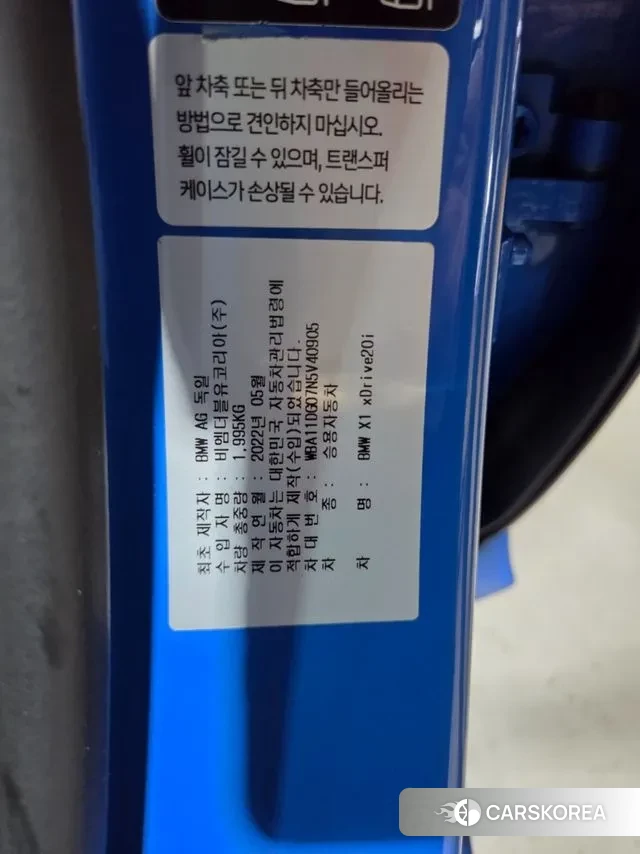 앞 차축 또는 뒤 차축만 들어올리는
방법으로 견인하지 마십시오.
휠이 잠길 수 있으며, 트랜스퍼
케이스가 손상될 수 있습니다.
최초 제작자 : BMW AG 독일
수 입 자 명 : 비엠더블유코리아(주)
차량 총중량 : 1,995KG
제 작 연 월 : 2022년 05월
이 자동차는 대한민국 자동차관리법령에
적합하게 제작(수입)되었습니다.
차 대 번 호 : WBA11DG07N5V40905
차 종 : 승용자동차
차 명 : BMW X1 xDrive20i
CARSKOREA